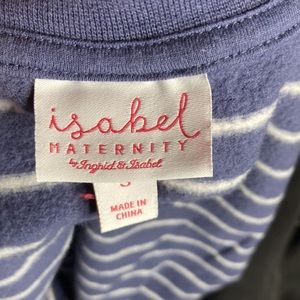 isabel
MATERNITY
by Ingrid & Isabel
S
MADE IN
CHINA